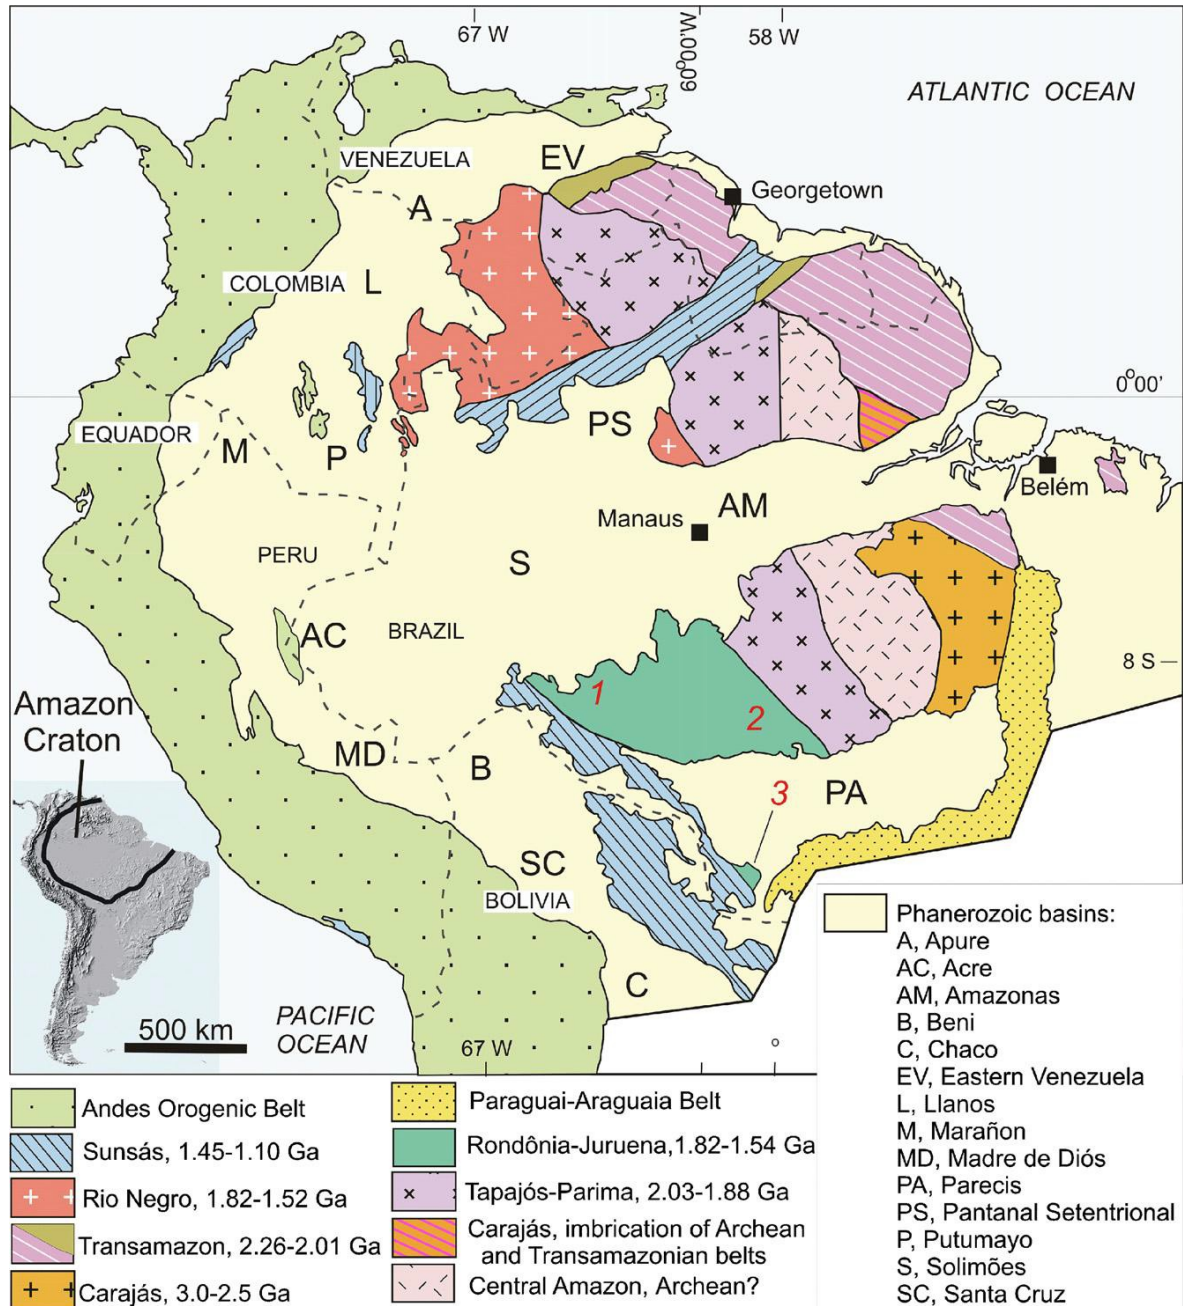 67 W
60°00'W
58 W
ATLANTIC OCEAN
VENEZUELA
EV
Georgetown
A
COLOMBIA
L
0°00'
EQUADOR
M
P
PS
Belém
Manaus
AM
PERU
S
AC
BRAZIL
8 S
1
2
Amazon
Craton
MD
B
3
PA
SC
BOLIVIA
C
500 km
PACIFIC
OCEAN
67 W
o
Phanerozoic basins:
A, Apure
AC, Acre
AM, Amazonas
B, Beni
C, Chaco
EV, Eastern Venezuela
L, Llanos
M, Marañon
MD, Madre de Diós
PA, Parecis
PS, Pantanal Setentrional
P, Putumayo
S, Solimões
SC, Santa Cruz
Andes Orogenic Belt
Sunsás, 1.45-1.10 Ga
Rio Negro, 1.82-1.52 Ga
Transamazon, 2.26-2.01 Ga
Carajás, 3.0-2.5 Ga
Paraguai-Araguaia Belt
Rondônia-Juruena,1.82-1.54 Ga
Tapajós-Parima, 2.03-1.88 Ga
Carajás, imbrication of Archean
and Transamazonian belts
Central Amazon, Archean?